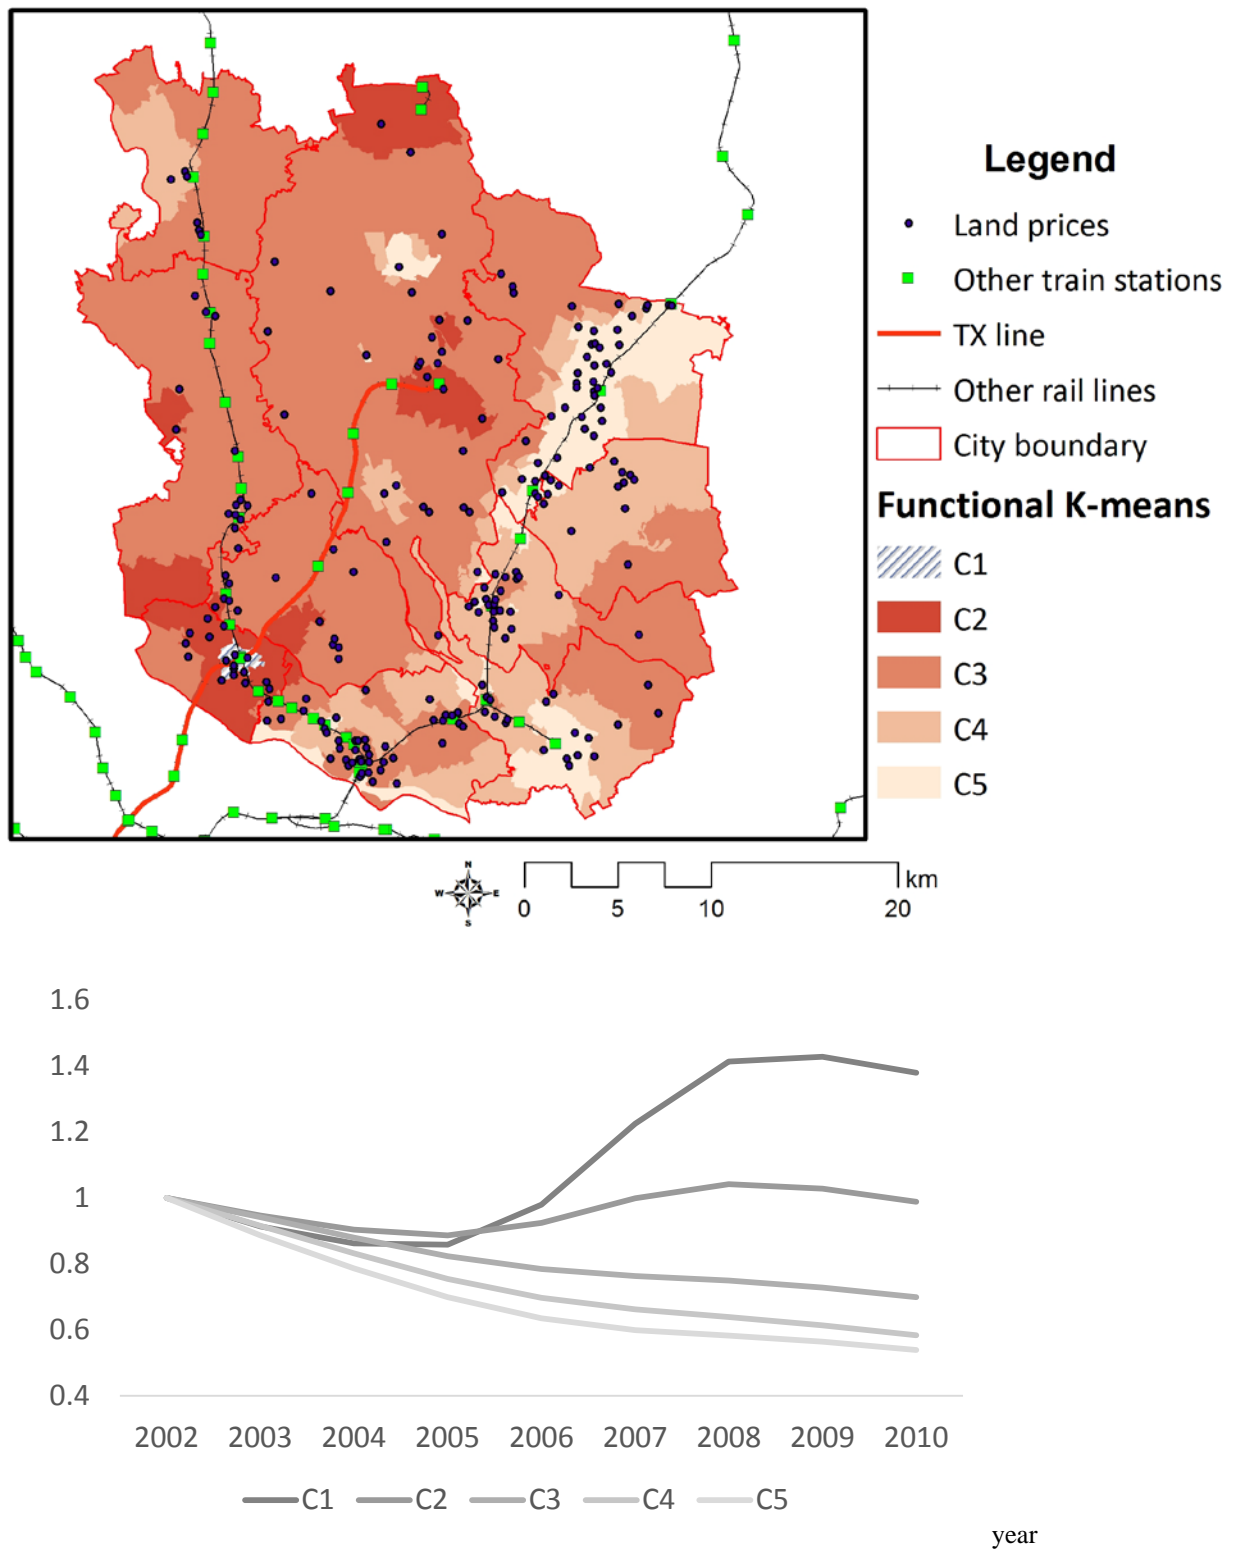 Legend
Land prices
Other train stations
TX line
Other rail lines
City boundary
Functional K-means
C1
C2
C3
C4
C5
N
W E
S
km
0 5 10 20
1.6
1.4
1.2
1
0.8
0.6
0.4
2002 2003 2004 2005 2006 2007 2008 2009 2010
C1 C2 C3 C4 C5
year